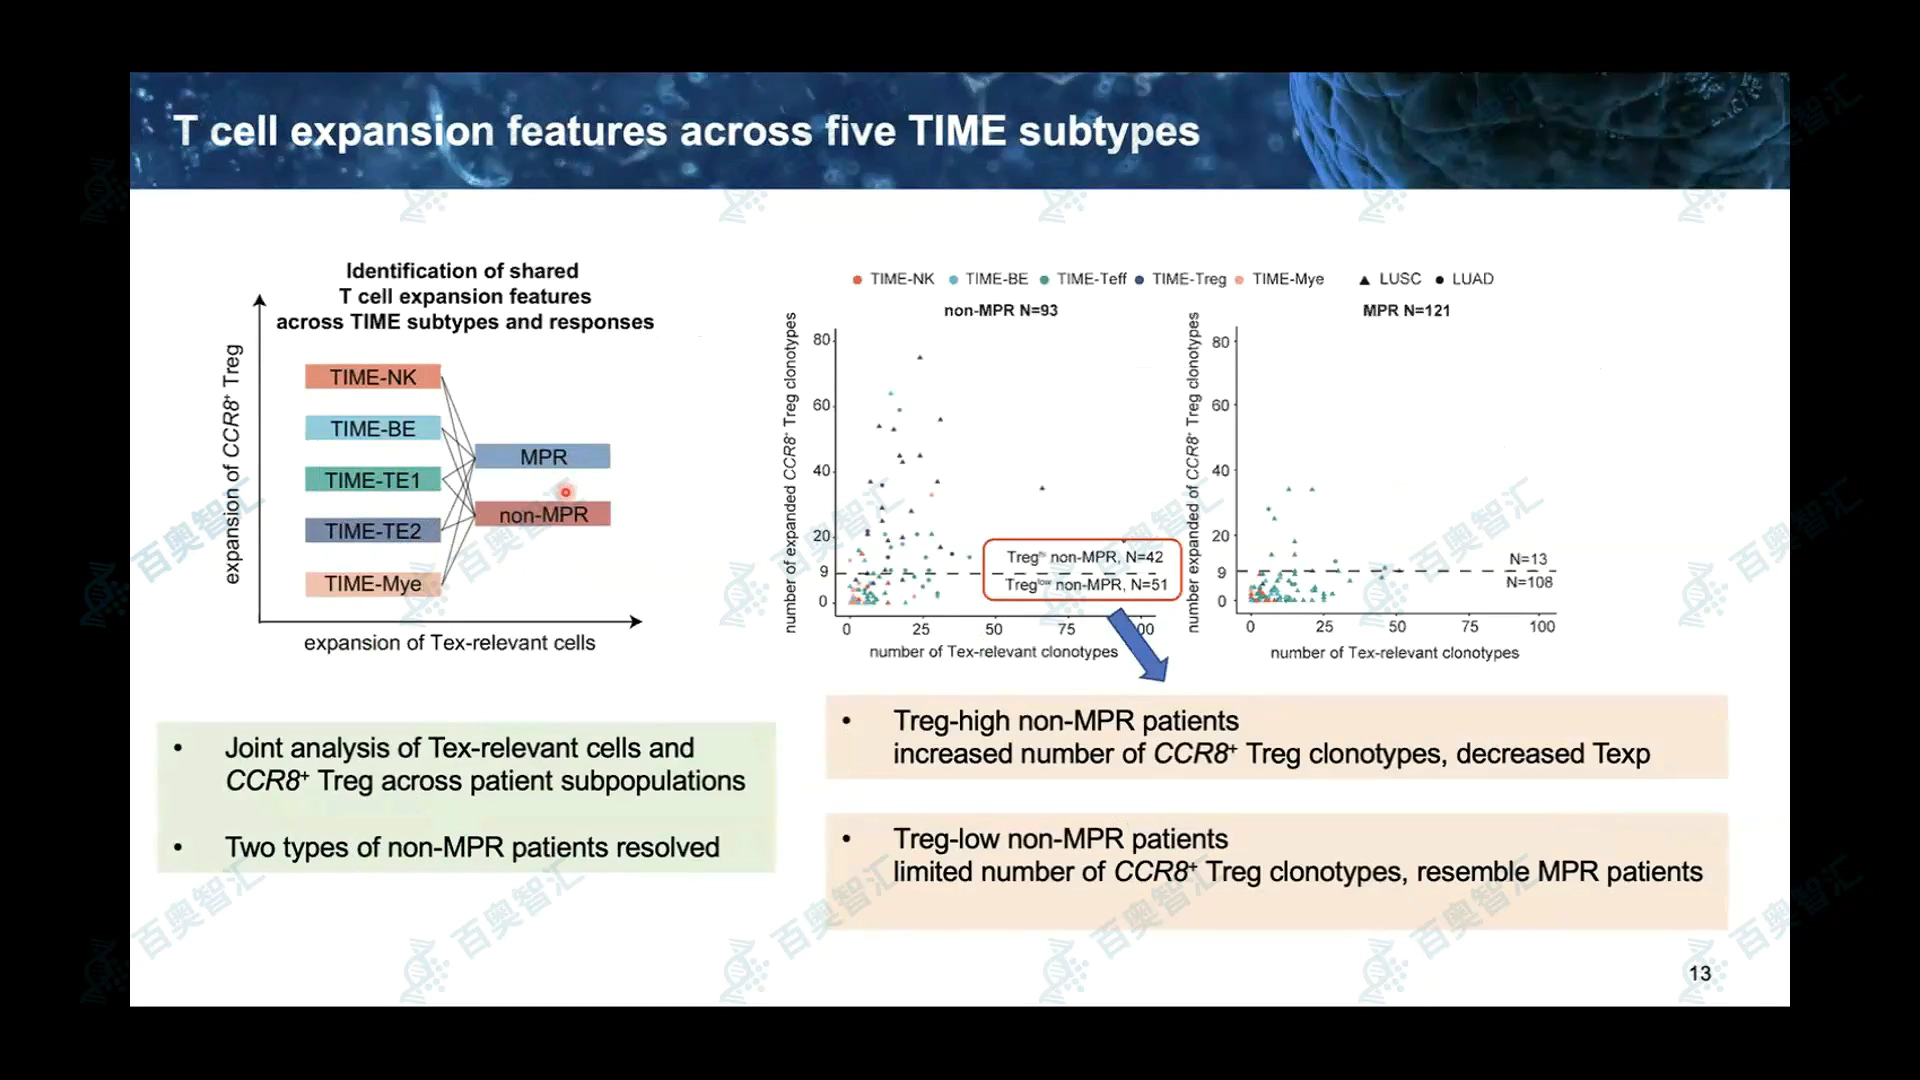 T cell expansion features across five TIME subtypes
Identification of shared
T cell expansion features
across TIME subtypes and responses
expansion of CCR8⁺ Treg
TIME-NK
TIME-BE
TIME-TE1
TIME-TE2
TIME-Mye
MPR
non-MPR
expansion of Tex-relevant cells
TIME-NK TIME-BE TIME-Teff TIME-Treg TIME-Mye LUSC LUAD
non-MPR N=93
number of expanded CCR8⁺ Treg clonotypes
80
60
40
20
9
0
Treg^hi non-MPR, N=42
Treg^low non-MPR, N=51
0 25 50 75 00
number of Tex-relevant clonotypes
MPR N=121
number expanded of CCR8⁺ Treg clonotypes
80
60
40
20
9
0
N=13
N=108
0 25 50 75 100
number of Tex-relevant clonotypes
• Joint analysis of Tex-relevant cells and
CCR8⁺ Treg across patient subpopulations
• Two types of non-MPR patients resolved
• Treg-high non-MPR patients
increased number of CCR8⁺ Treg clonotypes, decreased Texp
• Treg-low non-MPR patients
limited number of CCR8⁺ Treg clonotypes, resemble MPR patients
13
百奥智汇